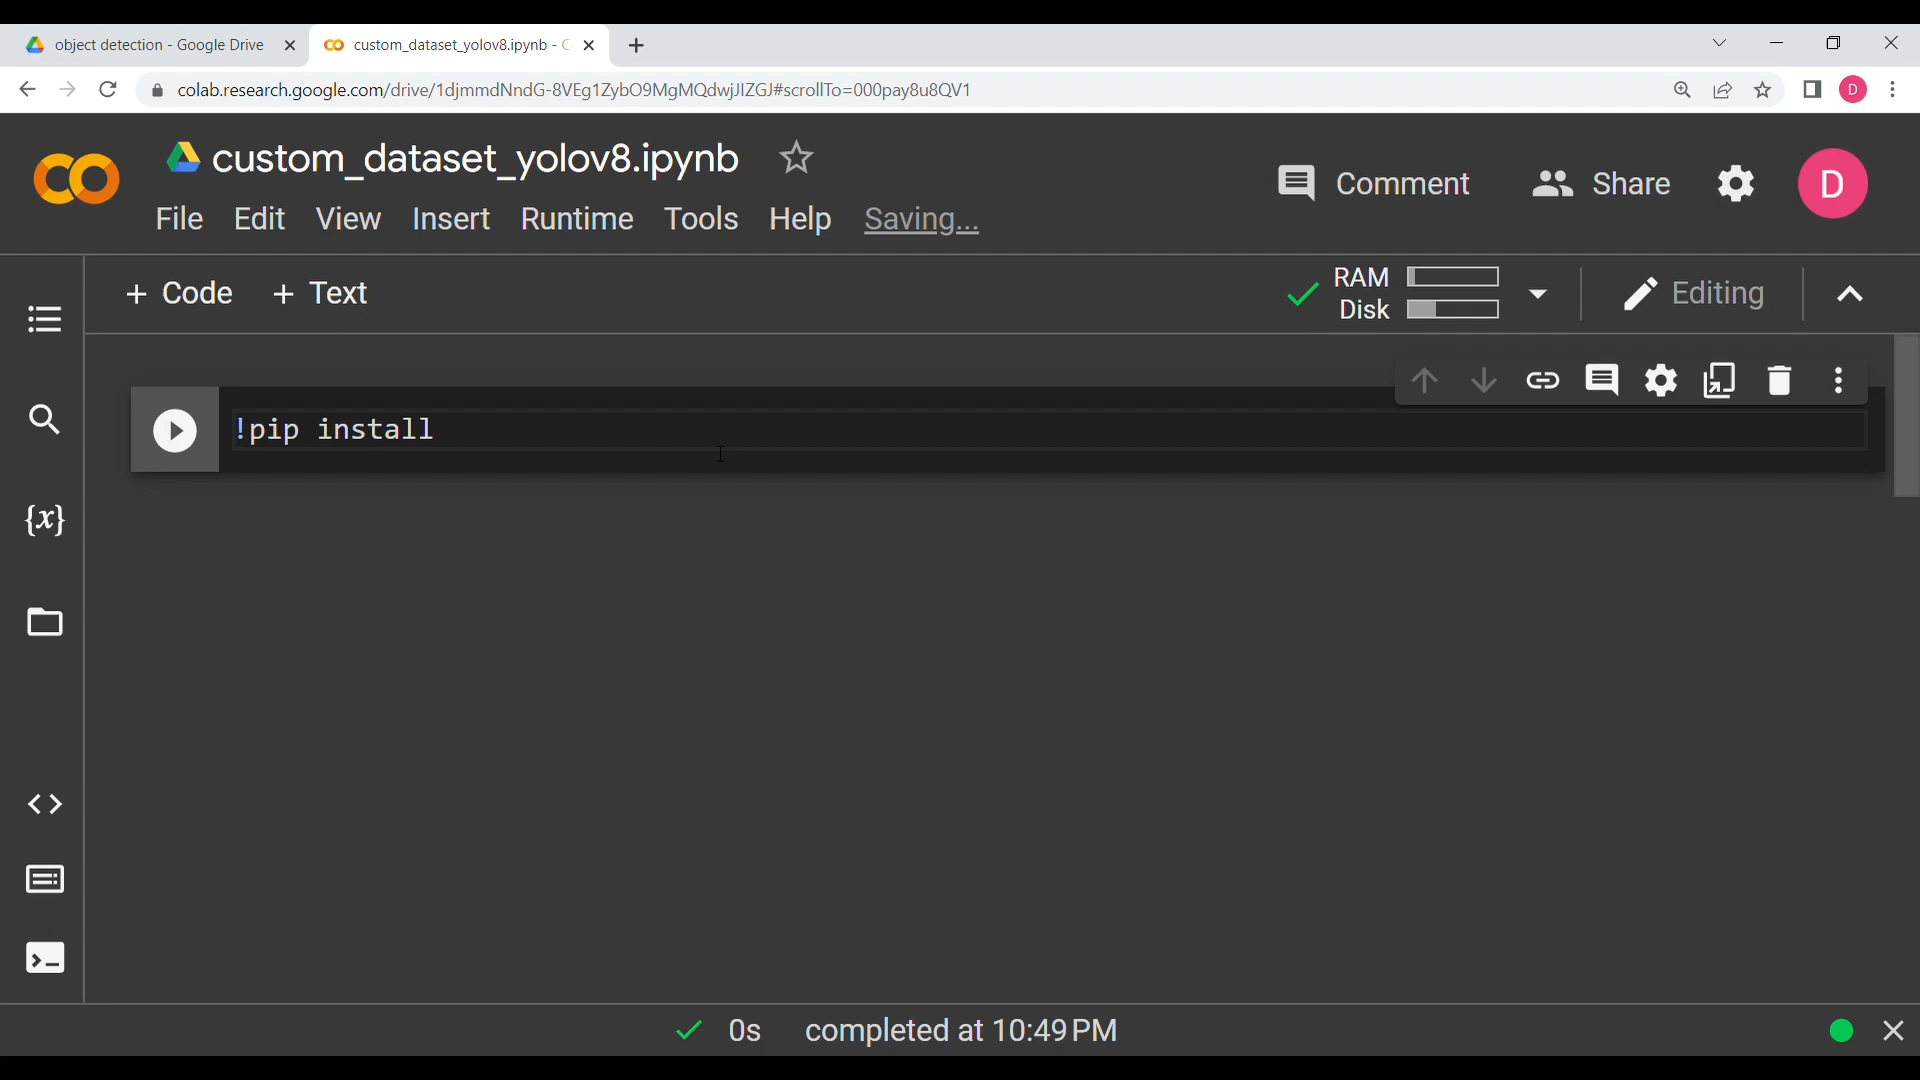 object detection - Google Drive
custom_dataset_yolov8.ipynb - C
colab.research.google.com/drive/1djmmdNndG-8VEg1ZybO9MgMQdwjJIZGJ#scrollTo=000pay8u8QV1
D
custom_dataset_yolov8.ipynb
Comment
Share
D
File Edit View Insert Runtime Tools Help Saving...
+ Code + Text
RAM
Disk
Editing
{x}
!pip install
0s completed at 10:49 PM